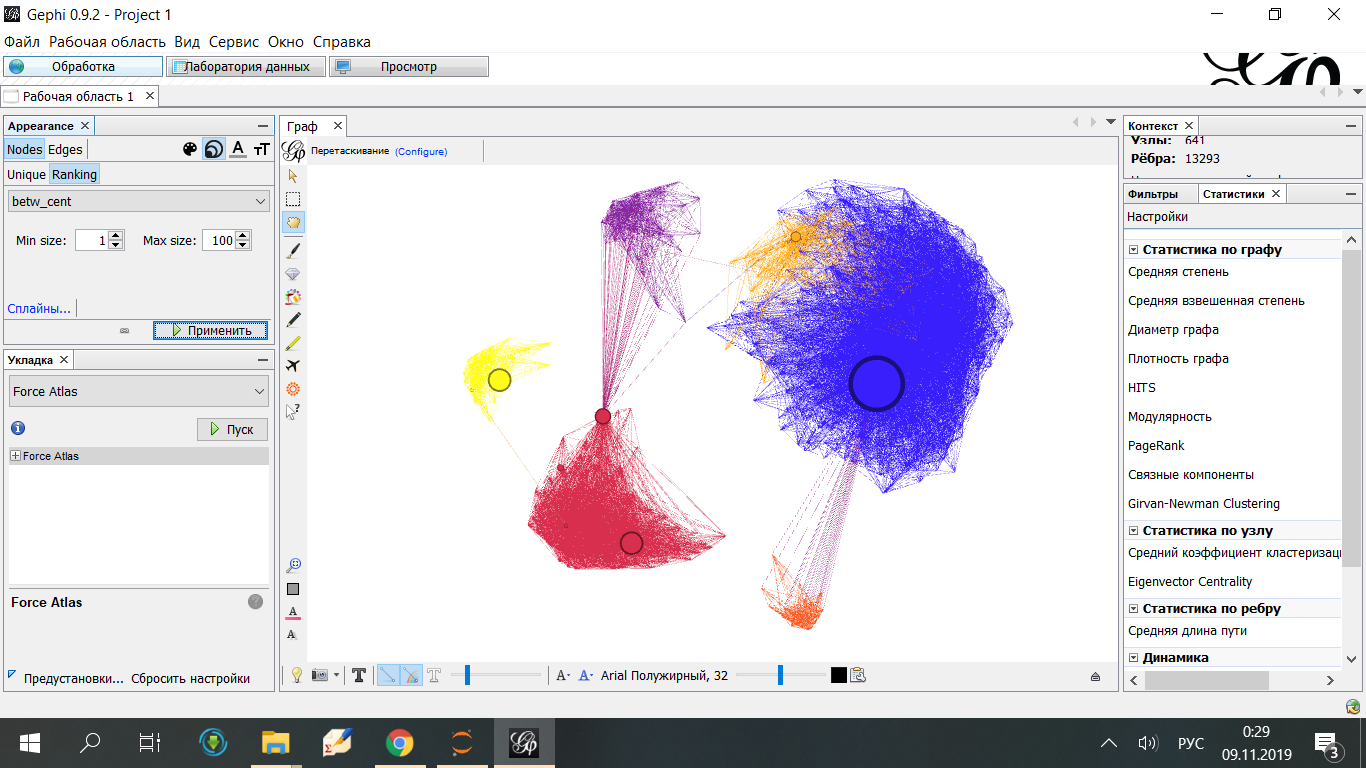 Gephi 0.9.2 - Project 1
Файл Рабочая область Вид Сервис Окно Справка
Обработка Лаборатория данных Просмотр
Рабочая область 1
Appearance
Nodes Edges
Unique Ranking
betw_cent
Min size: 1 Max size: 100
Сплайны...
Применить
Укладка
Force Atlas
Пуск
Force Atlas
Force Atlas
Предустановки... Сбросить настройки
Граф
Перетаскивание (Configure)
Arial Полужирный, 32
Контекст
Узлы: 641
Рёбра: 13293
Фильтры Статистики
Настройки
Статистика по графу
Средняя степень
Средняя взвешенная степень
Диаметр графа
Плотность графа
HITS
Модулярность
PageRank
Связные компоненты
Girvan-Newman Clustering
Статистика по узлу
Средний коэффициент кластеризац
Eigenvector Centrality
Статистика по ребру
Средняя длина пути
Динамика
РУС
0:29
09.11.2019
3